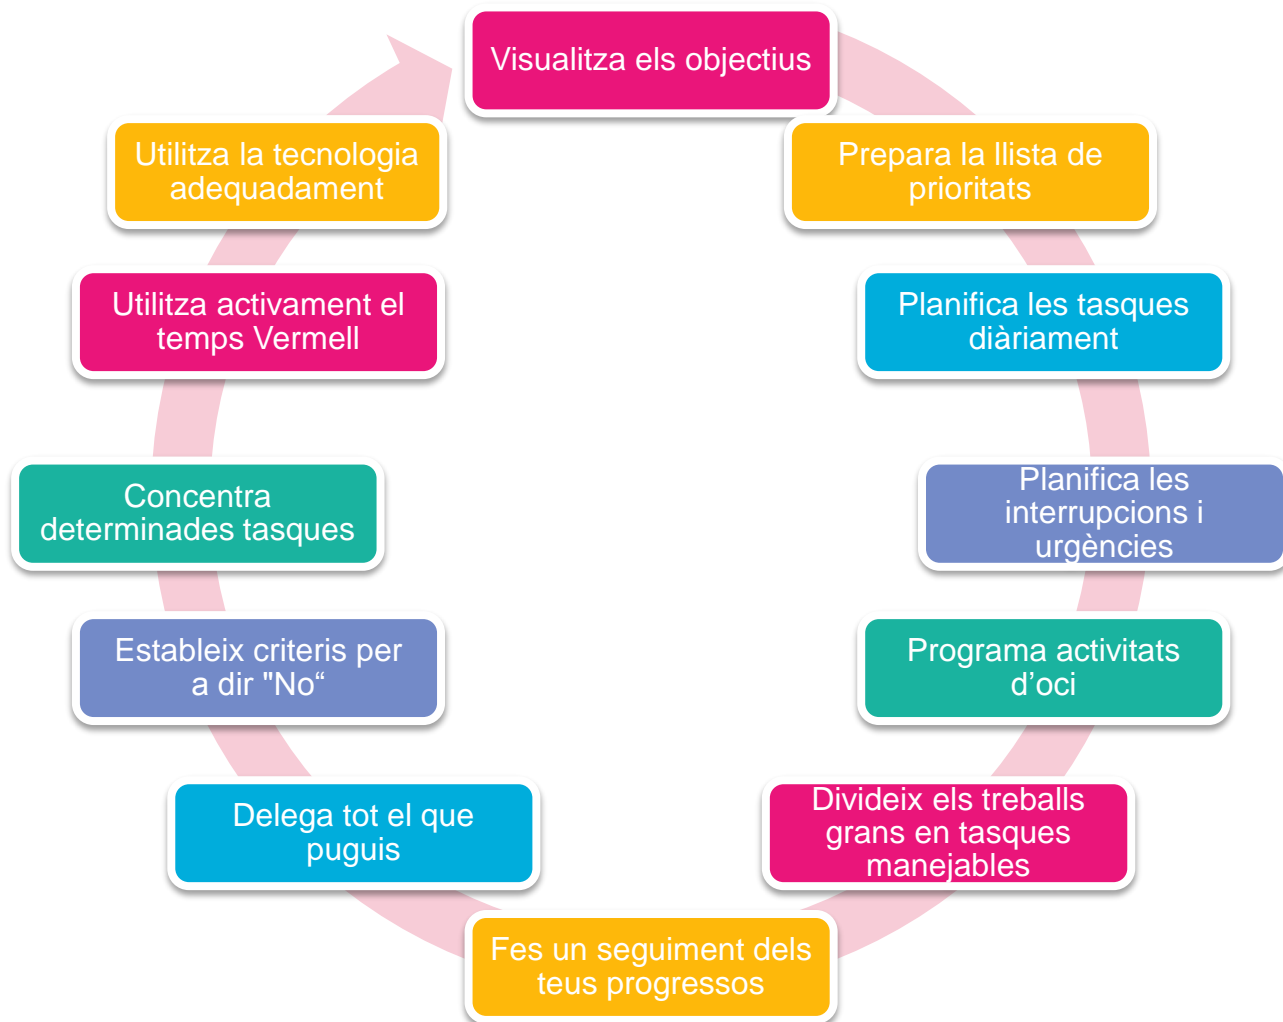 Visualitza els objectius
Prepara la llista de
prioritats
Planifica les tasques
diàriament
Planifica les
interrupcions i
urgències
Programa activitats
d’oci
Divideix els treballs
grans en tasques
manejables
Fes un seguiment dels
teus progressos
Delega tot el que
puguis
Estableix criteris per
a dir "No“
Concentra
determinades tasques
Utilitza activament el
temps Vermell
Utilitza la tecnologia
adequadament